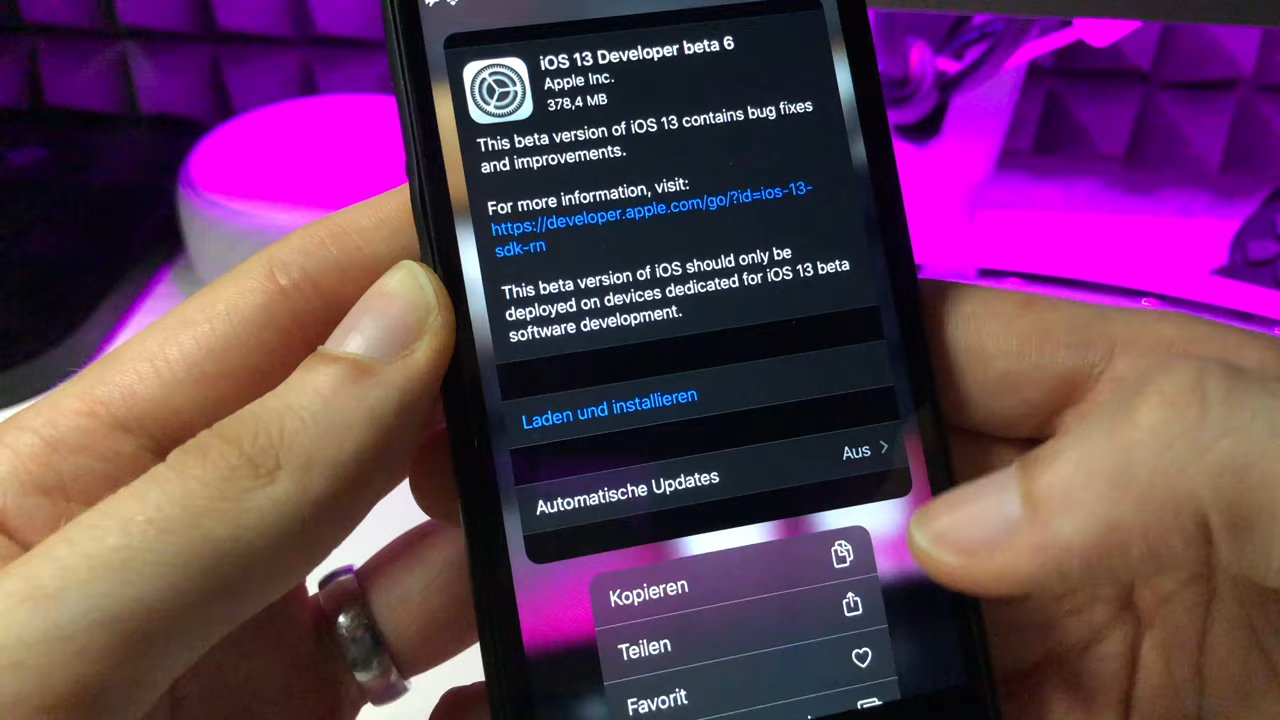 iOS 13 Developer beta 6
Apple Inc.
378,4 MB
This beta version of iOS 13 contains bug fixes
and improvements.
For more information, visit:
https://developer.apple.com/go/?id=ios-13-
sdk-rn
This beta version of iOS should only be
deployed on devices dedicated for iOS 13 beta
software development.
Laden und installieren
Automatische Updates Aus
Kopieren
Teilen
Favorit